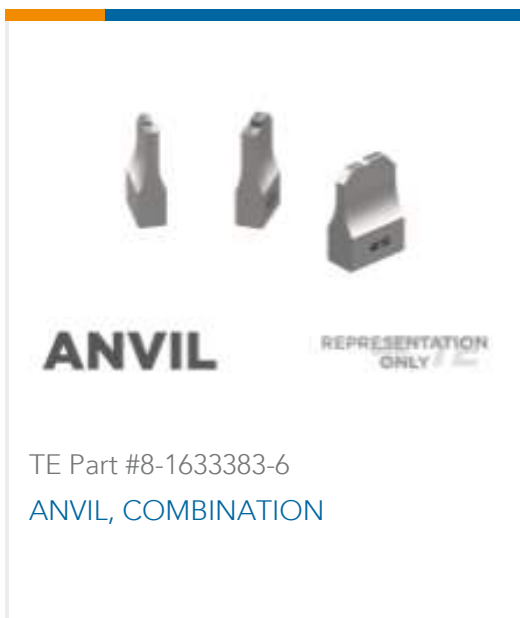 ANVIL
REPRESENTATION
ONLY
TE Part #8-1633383-6
ANVIL, COMBINATION